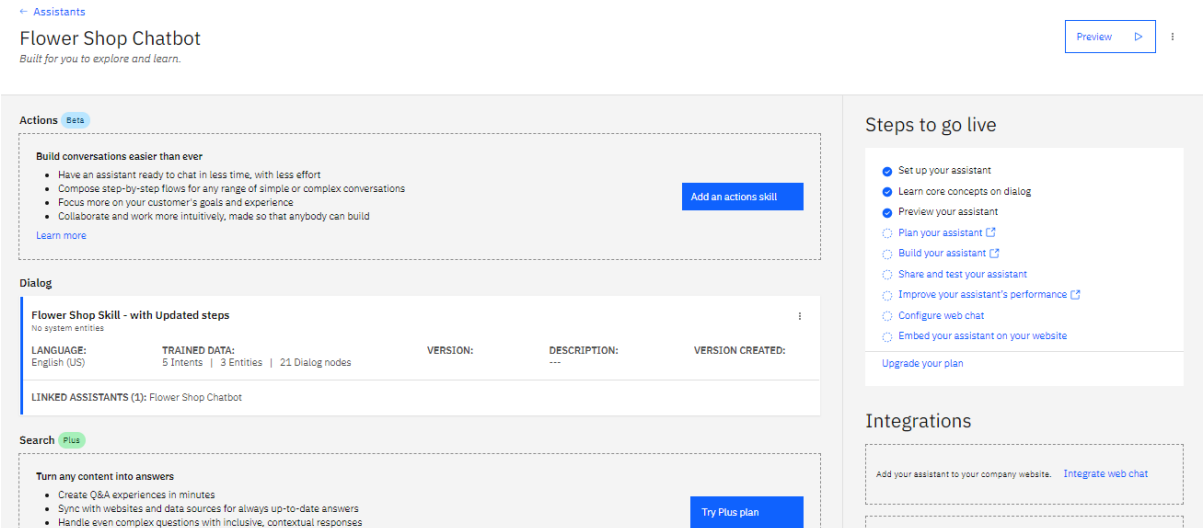 ← Assistants
Flower Shop Chatbot
Built for you to explore and learn.
Preview
Actions Beta
Build conversations easier than ever
• Have an assistant ready to chat in less time, with less effort
• Compose step-by-step flows for any range of simple or complex conversations
• Focus more on your customer's goals and experience
• Collaborate and work more intuitively, made so that anybody can build
Learn more
Add an actions skill
Dialog
Flower Shop Skill - with Updated steps
No system entities
LANGUAGE: TRAINED DATA: VERSION: DESCRIPTION: VERSION CREATED:
English (US) 5 Intents | 3 Entities | 21 Dialog nodes ---
LINKED ASSISTANTS (1): Flower Shop Chatbot
Search Plus
Turn any content into answers
• Create Q&A experiences in minutes
• Sync with websites and data sources for always up-to-date answers
• Handle even complex questions with inclusive, contextual responses
Try Plus plan
Steps to go live
Set up your assistant
Learn core concepts on dialog
Preview your assistant
Plan your assistant
Build your assistant
Share and test your assistant
Improve your assistant's performance
Configure web chat
Embed your assistant on your website
Upgrade your plan
Integrations
Add your assistant to your company website. Integrate web chat